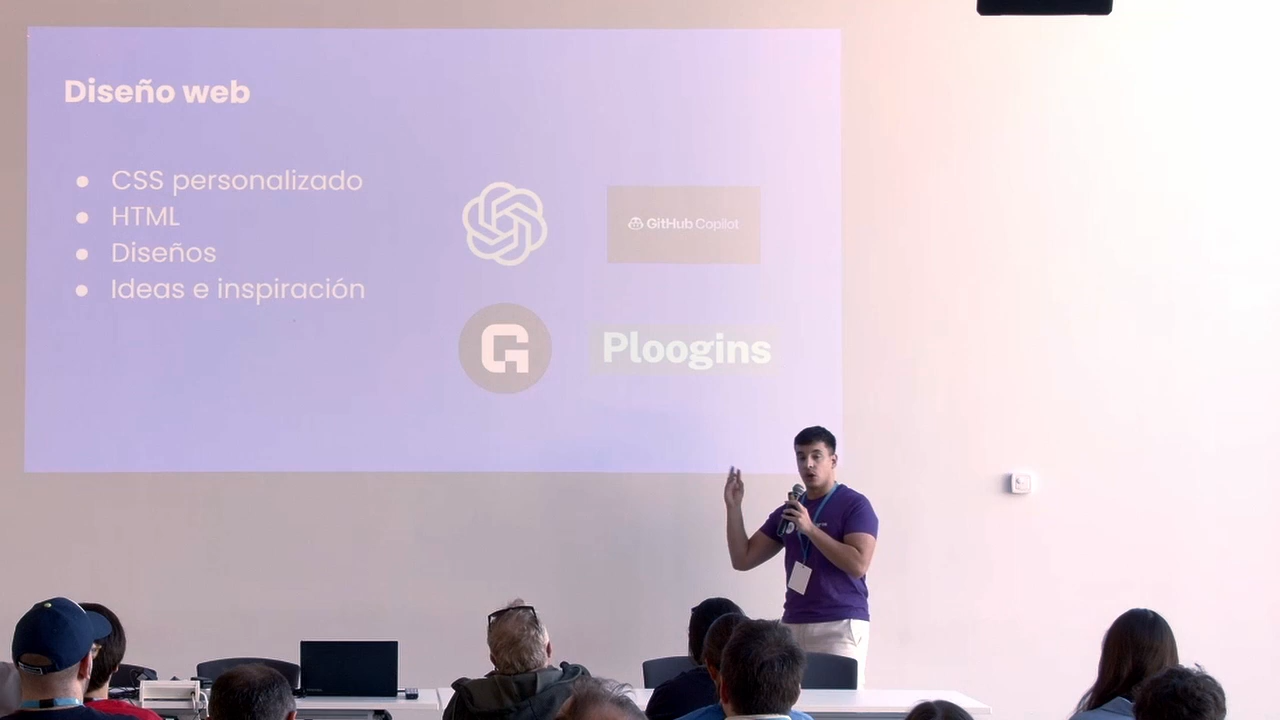 Diseño web
● CSS personalizado
● HTML
● Diseños
● Ideas e inspiración
GitHub Copilot
Ploogins